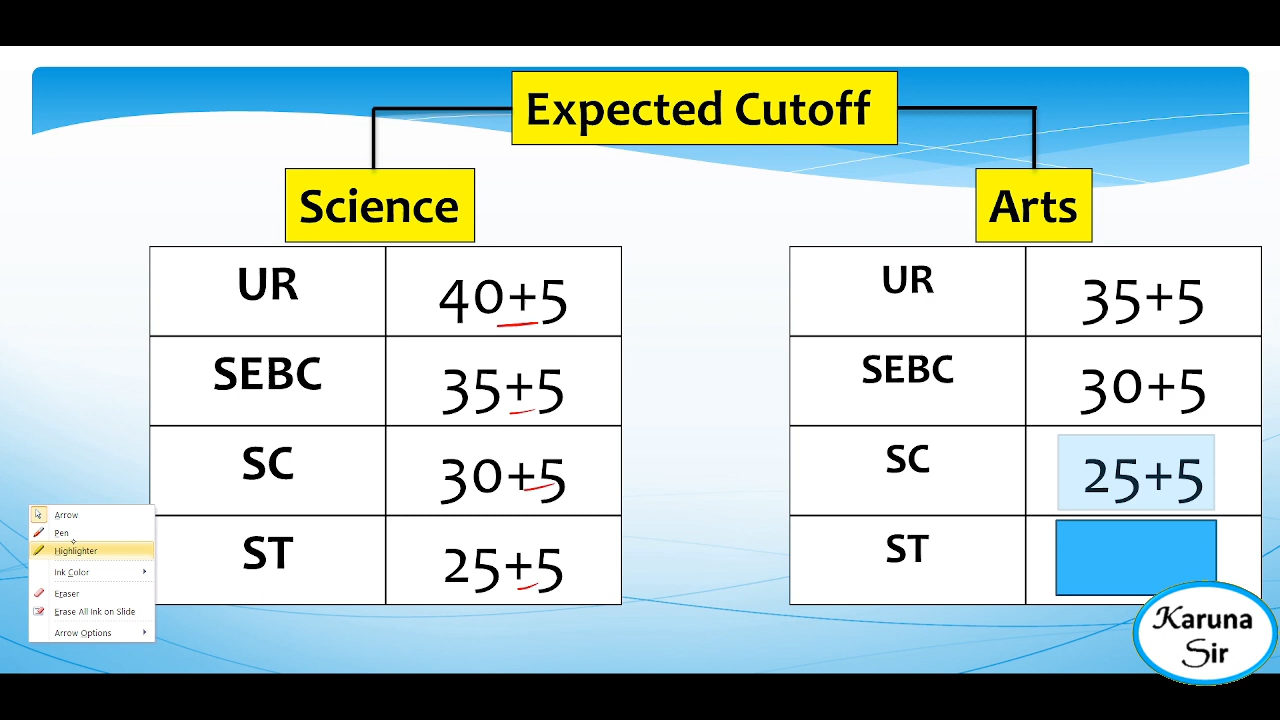 Expected Cutoff
Science
UR 40+5
SEBC 35+5
SC 30+5
ST 25+5
Arts
UR 35+5
SEBC 30+5
SC 25+5
ST
Arrow
Pen
Highlighter
Ink Color
Eraser
Erase All Ink on Slide
Arrow Options
Karuna
Sir